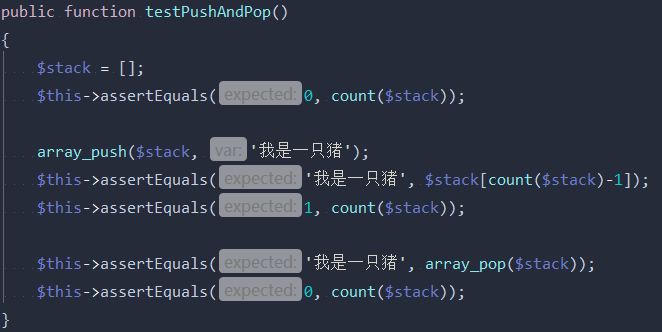 public function testPushAndPop()
{
$stack = [];
$this->assertEquals( expected: 0, count($stack));
array_push($stack, var: '我是一只猪');
$this->assertEquals( expected: '我是一只猪', $stack[count($stack)-1]);
$this->assertEquals( expected: 1, count($stack));
$this->assertEquals( expected: '我是一只猪', array_pop($stack));
$this->assertEquals( expected: 0, count($stack));
}